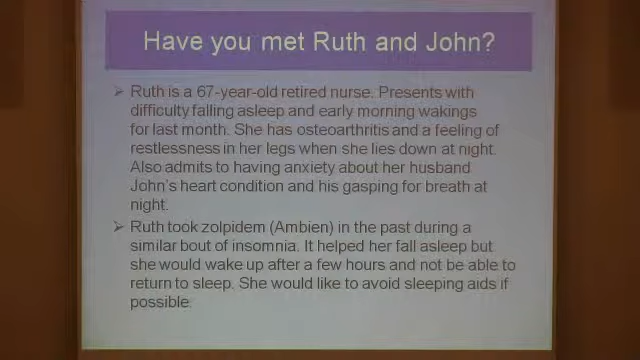 Have you met Ruth and John?
➢ Ruth is a 67-year-old retired nurse. Presents with
difficulty falling asleep and early morning wakings
for last month. She has osteoarthritis and a feeling of
restlessness in her legs when she lies down at night.
Also admits to having anxiety about her husband
John's heart condition and his gasping for breath at
night.
➢ Ruth took zolpidem (Ambien) in the past during a
similar bout of insomnia. It helped her fall asleep but
she would wake up after a few hours and not be able to
return to sleep. She would like to avoid sleeping aids if
possible.